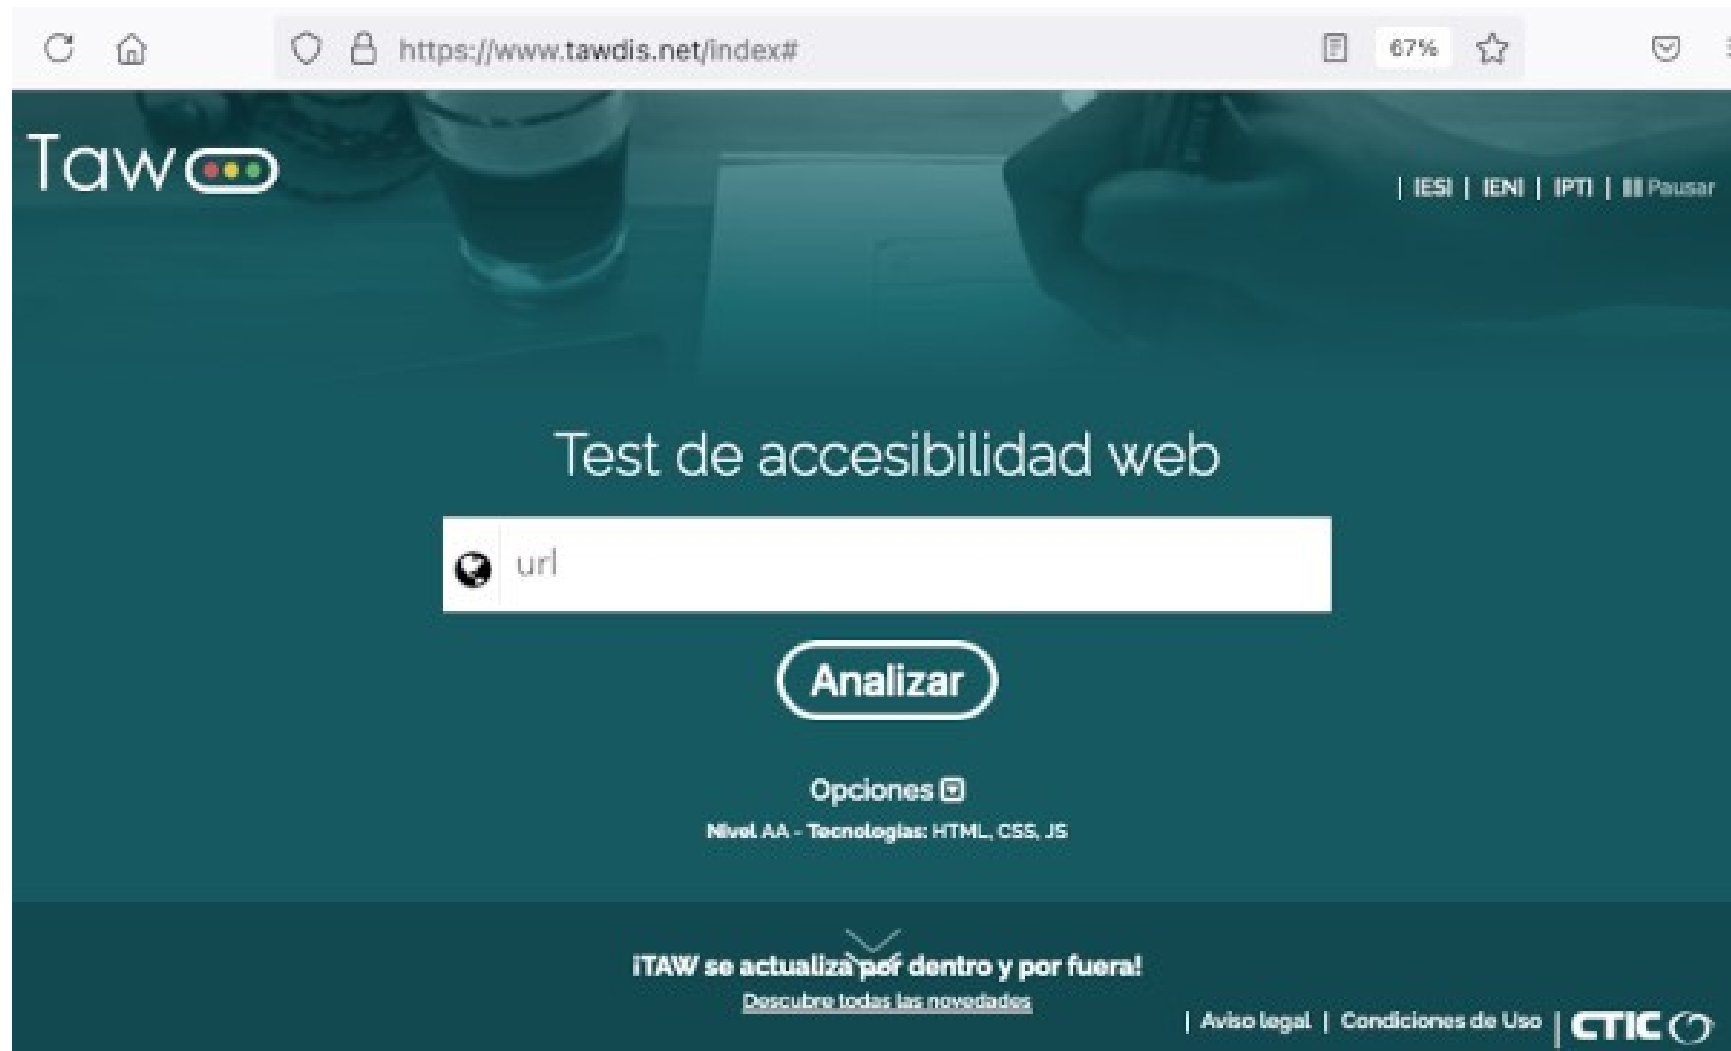 https://www.tawdis.net/index#
67%
Taw
| |ES| | |EN| | |PT| | Pausar
Test de accesibilidad web
url
Analizar
Opciones
Nivel AA - Tecnologías: HTML, CSS, JS
¡TAW se actualiza por dentro y por fuera!
Descubre todas las novedades
| Aviso legal | Condiciones de Uso | CTIC